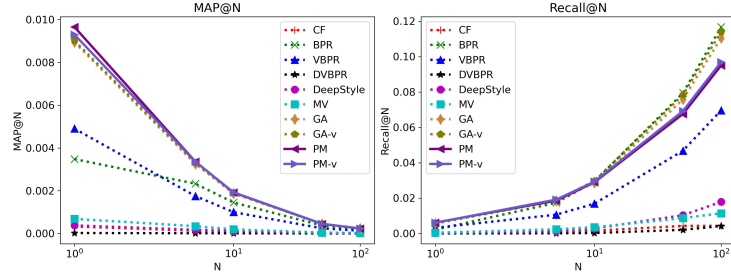 MAP@N
MAP@N
0.010
0.008
0.006
0.004
0.002
0.000
10⁰
10¹
10²
N
CF
BPR
VBPR
DVBPR
DeepStyle
MV
GA
GA-v
PM
PM-v
Recall@N
Recall@N
0.12
0.10
0.08
0.06
0.04
0.02
0.00
10⁰
10¹
10²
N
CF
BPR
VBPR
DVBPR
DeepStyle
MV
GA
GA-v
PM
PM-v